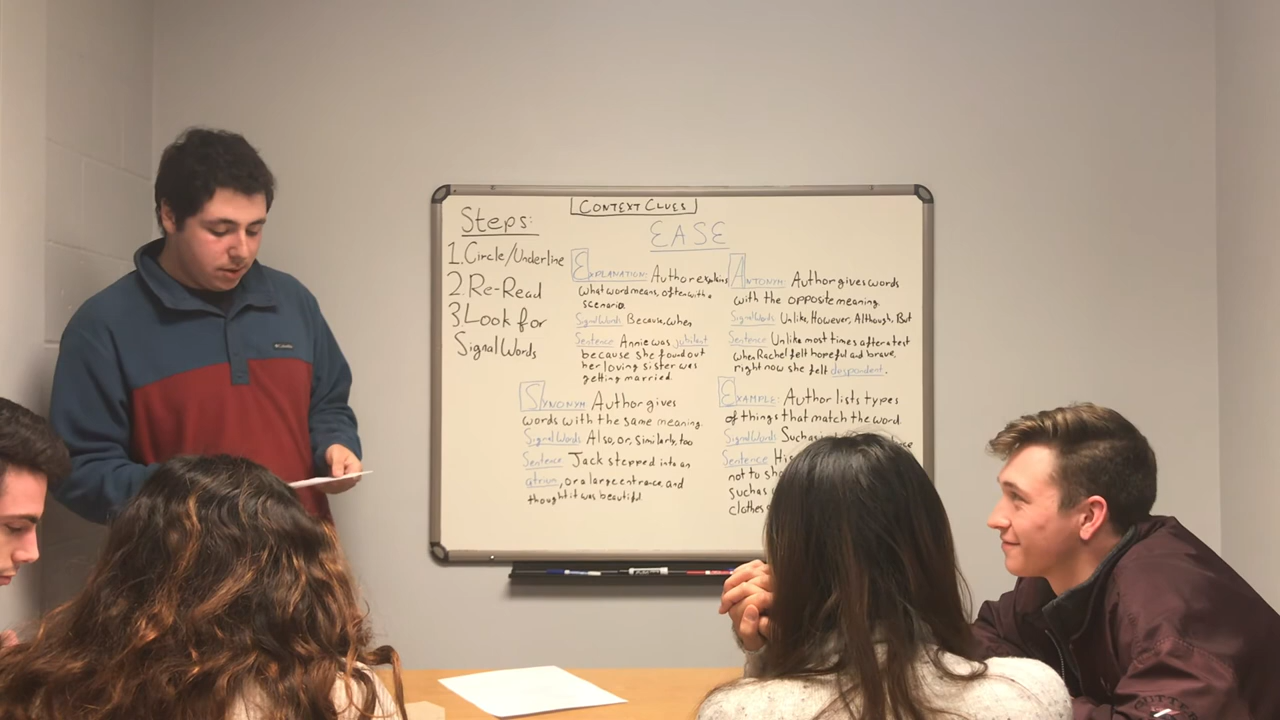 CONTEXT CLUES
EASE
Steps:
1. Circle/Underline
2. Re-Read
3. Look for
Signal Words
EXPLANATION: Author explains
what word means, often with a
scenario.
Signal Words Because, when
Sentence Annie was jubilant
because she found out
her loving sister was
getting married.
ANTONYM: Author gives words
with the opposite meaning.
Signal Words Unlike, However, Although, But
Sentence Unlike most times after a test
when Rachel felt hopeful and brave,
right now she felt despondent.
SYNONYM Author gives
words with the same meaning.
Signal Words Also, or, similarly, too
Sentence Jack stepped into an
atrium, or a large entrance, and
thought it was beautiful.
EXAMPLE: Author lists types
of things that match the word.
Signal Words Such as
Sentence His
not to
such as
clothes
Columbia